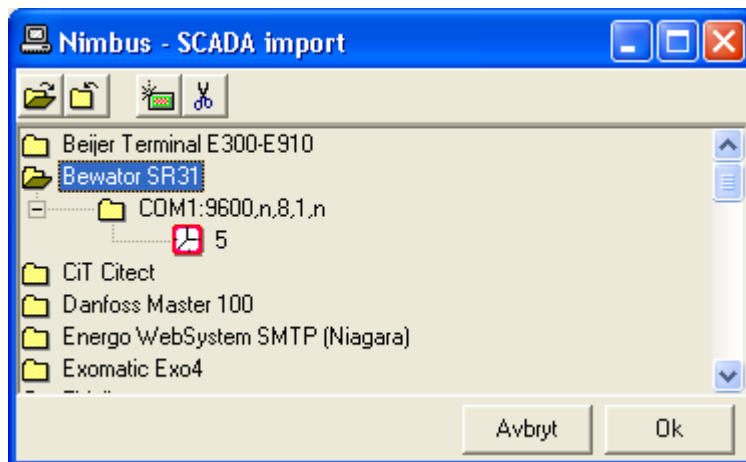 Nimbus - SCADA import
Beijer Terminal E300-E910
Bewator SR31
COM1:9600,n,8,1,n
5
CiT Citect
Danfoss Master 100
Energo WebSystem SMTP (Niagara)
Exomatic Exo4
Avbryt Ok